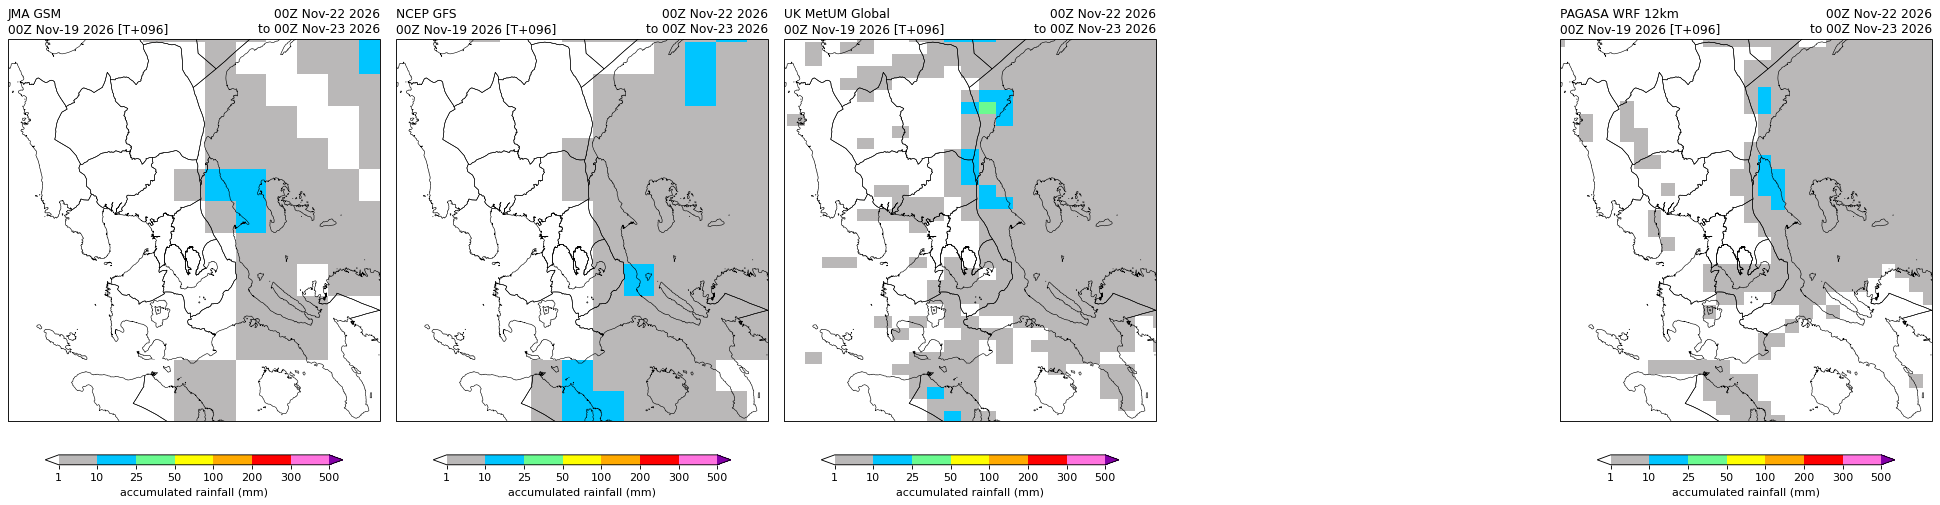 JMA GSM
00Z Nov-22 2026
00Z Nov-19 2026 [T+096]
to 00Z Nov-23 2026
NCEP GFS
00Z Nov-22 2026
00Z Nov-19 2026 [T+096]
to 00Z Nov-23 2026
UK MetUM Global
00Z Nov-22 2026
00Z Nov-19 2026 [T+096]
to 00Z Nov-23 2026
PAGASA WRF 12km
00Z Nov-22 2026
00Z Nov-19 2026 [T+096]
to 00Z Nov-23 2026
1 10 25 50 100 200 300 500
accumulated rainfall (mm)
1 10 25 50 100 200 300 500
accumulated rainfall (mm)
1 10 25 50 100 200 300 500
accumulated rainfall (mm)
1 10 25 50 100 200 300 500
accumulated rainfall (mm)